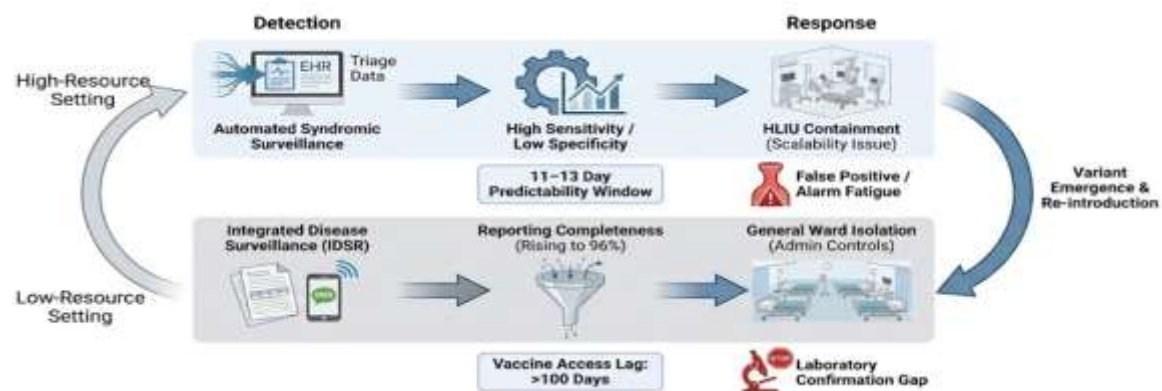 Detection
Response
High-Resource
Setting
EHR
Triage
Data
Automated Syndromic
Surveillance
High Sensitivity /
Low Specificity
HLIU Containment
(Scalability Issue)
11–13 Day
Predictability Window
False Positive /
Alarm Fatigue
Variant
Emergence &
Re-introduction
Low-Resource
Setting
Integrated Disease
Surveillance (IDSR)
Reporting Completeness
(Rising to 96%)
General Ward Isolation
(Admin Controls)
Vaccine Access Lag:
>100 Days
STOP
Laboratory
Confirmation Gap